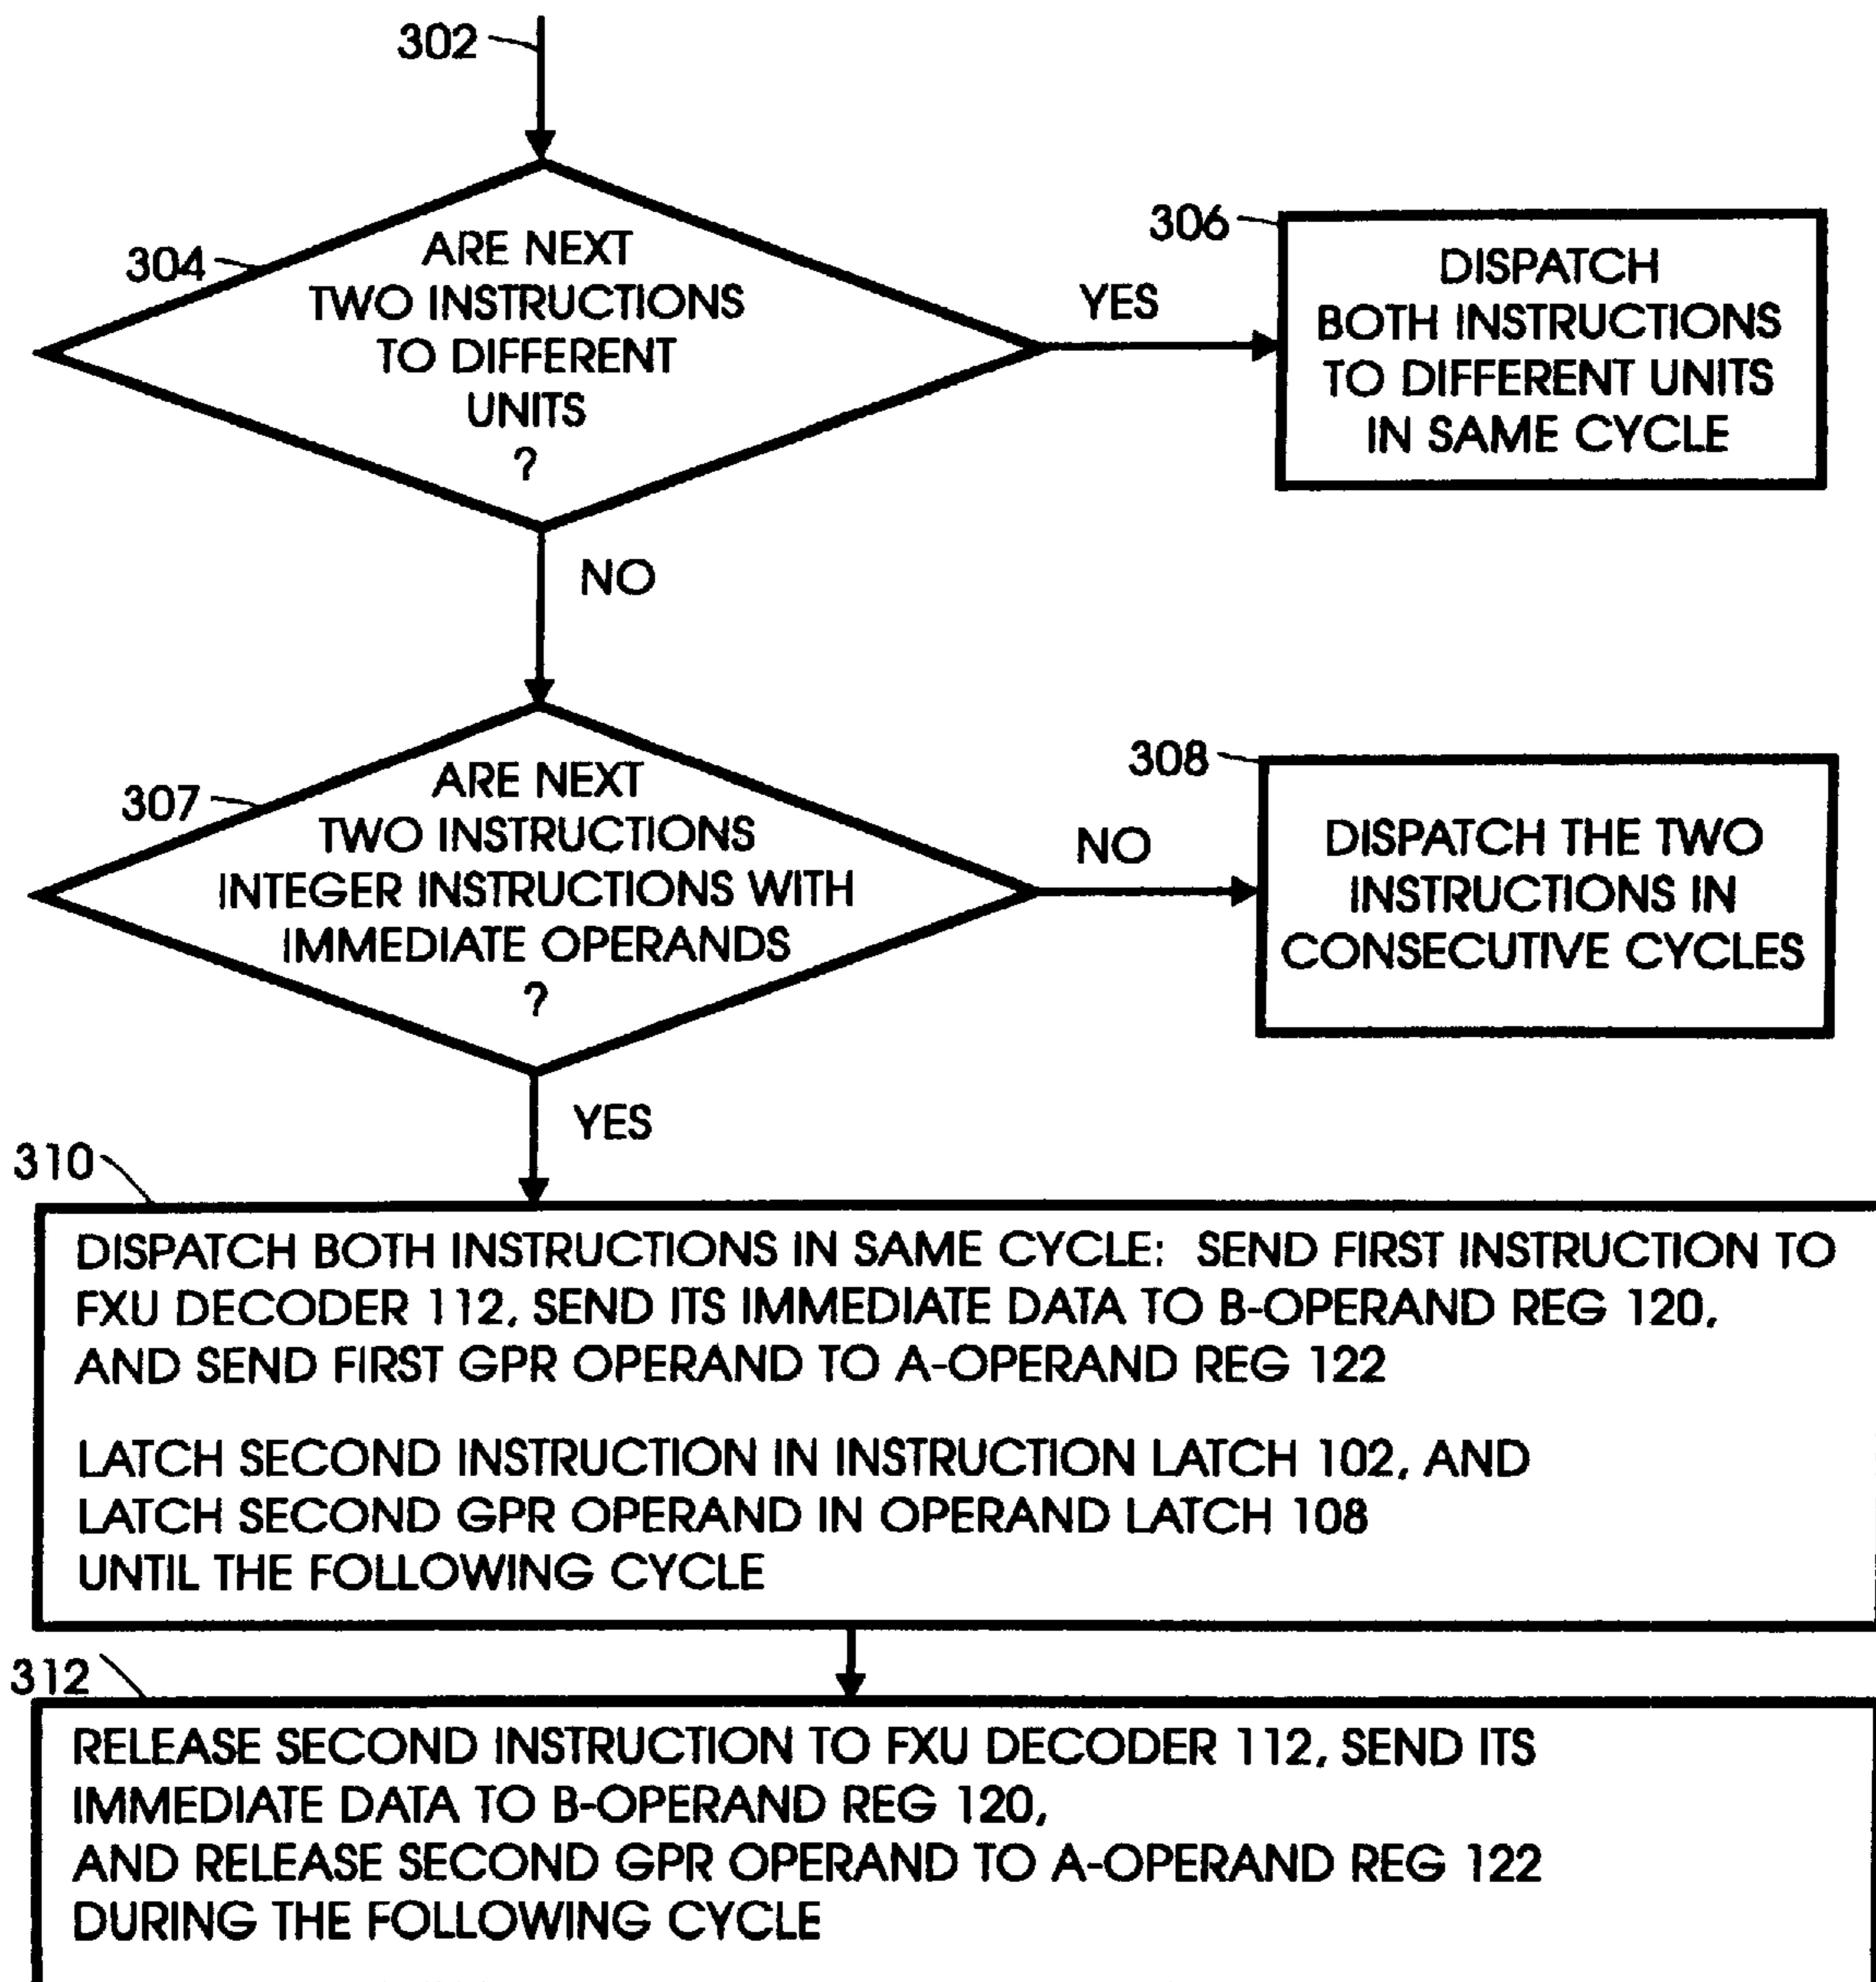 302
304
ARE NEXT
TWO INSTRUCTIONS
TO DIFFERENT
UNITS
?
YES
306
DISPATCH
BOTH INSTRUCTIONS
TO DIFFERENT UNITS
IN SAME CYCLE
NO
307
ARE NEXT
TWO INSTRUCTIONS
INTEGER INSTRUCTIONS WITH
IMMEDIATE OPERANDS
?
NO
308
DISPATCH THE TWO
INSTRUCTIONS IN
CONSECUTIVE CYCLES
YES
310
DISPATCH BOTH INSTRUCTIONS IN SAME CYCLE: SEND FIRST INSTRUCTION TO
FXU DECODER 112, SEND ITS IMMEDIATE DATA TO B-OPERAND REG 120,
AND SEND FIRST GPR OPERAND TO A-OPERAND REG 122
LATCH SECOND INSTRUCTION IN INSTRUCTION LATCH 102, AND
LATCH SECOND GPR OPERAND IN OPERAND LATCH 108
UNTIL THE FOLLOWING CYCLE
312
RELEASE SECOND INSTRUCTION TO FXU DECODER 112, SEND ITS
IMMEDIATE DATA TO B-OPERAND REG 120,
AND RELEASE SECOND GPR OPERAND TO A-OPERAND REG 122
DURING THE FOLLOWING CYCLE